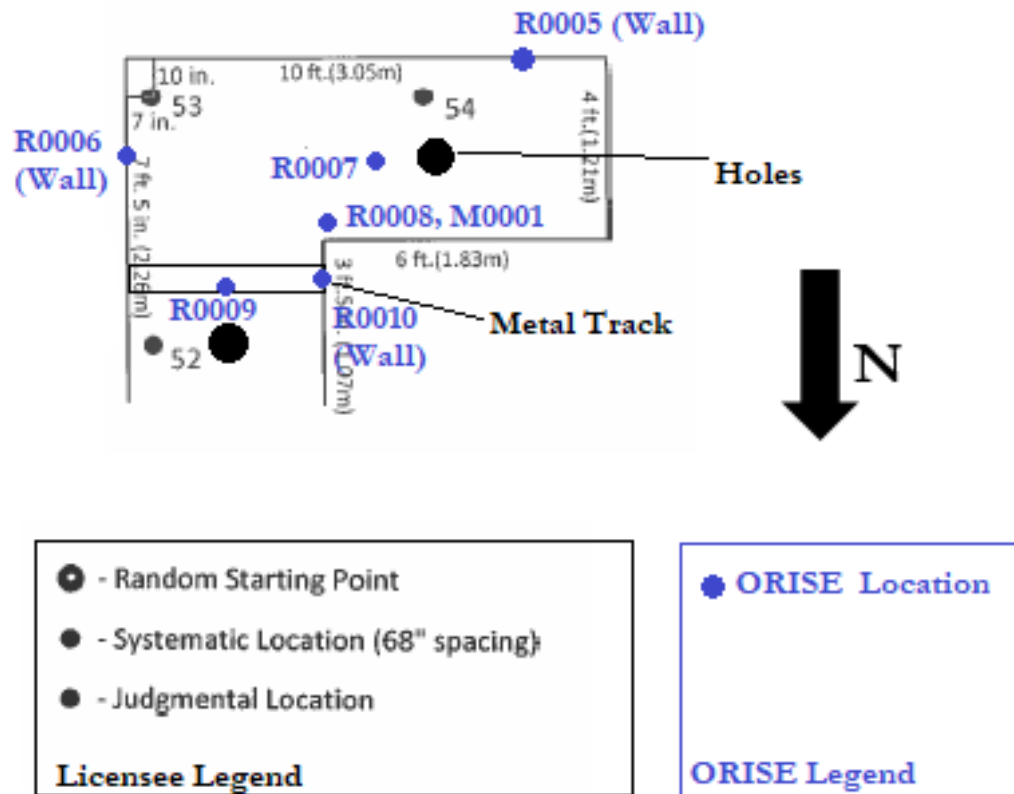 R0005 (Wall)
10 in.
10 ft.(3.05m)
53
54
7 in.
4 ft.(1.21m)
R0006
(Wall)
R0007
Holes
7 ft. 5 in. (2.26m)
R0008, M0001
6 ft.(1.83m)
R0009
R0010
(Wall)
Metal Track
52
N
- Random Starting Point
- Systematic Location (68" spacing)
- Judgmental Location
Licensee Legend
ORISE Location
ORISE Legend